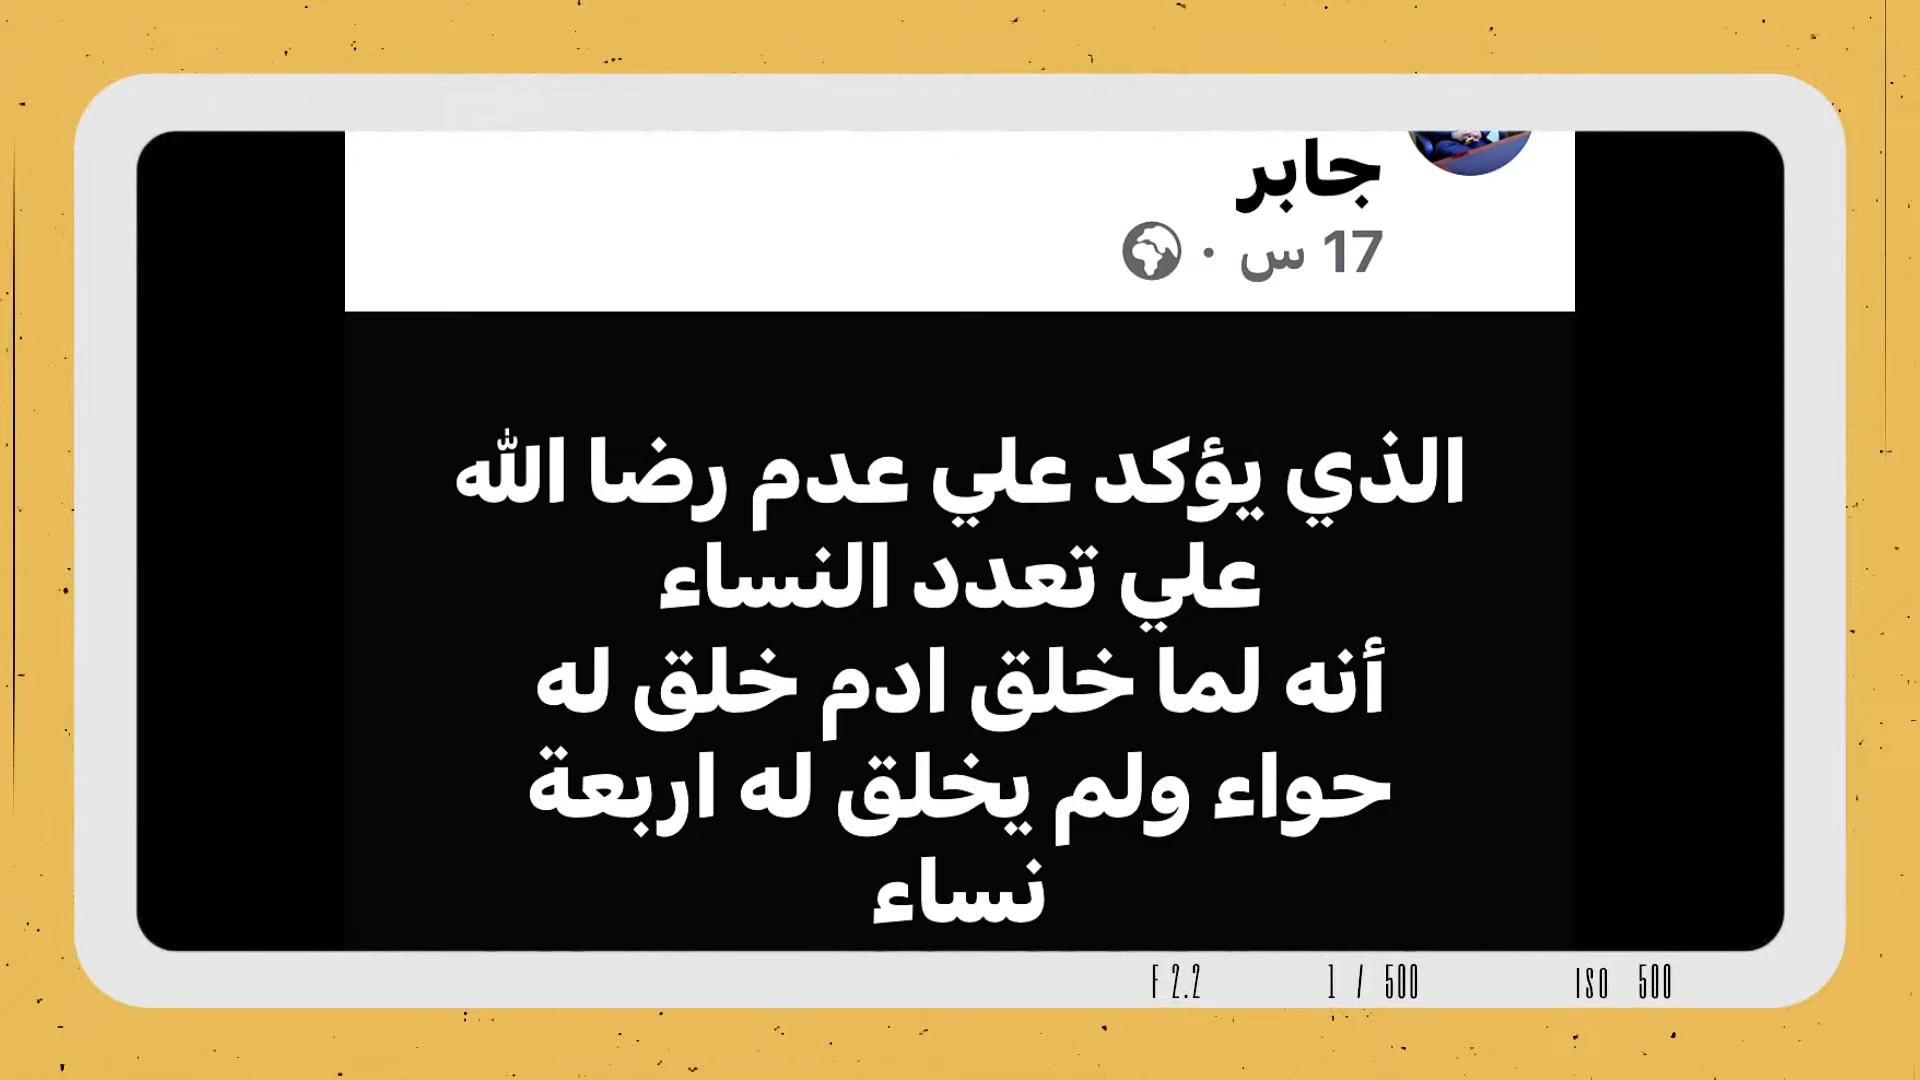 جابر
17 س ·
الذي يؤكد علي عدم رضا الله
علي تعدد النساء
أنه لما خلق ادم خلق له
حواء ولم يخلق له اربعة
نساء
F 2.2 1 / 500 ISO 500